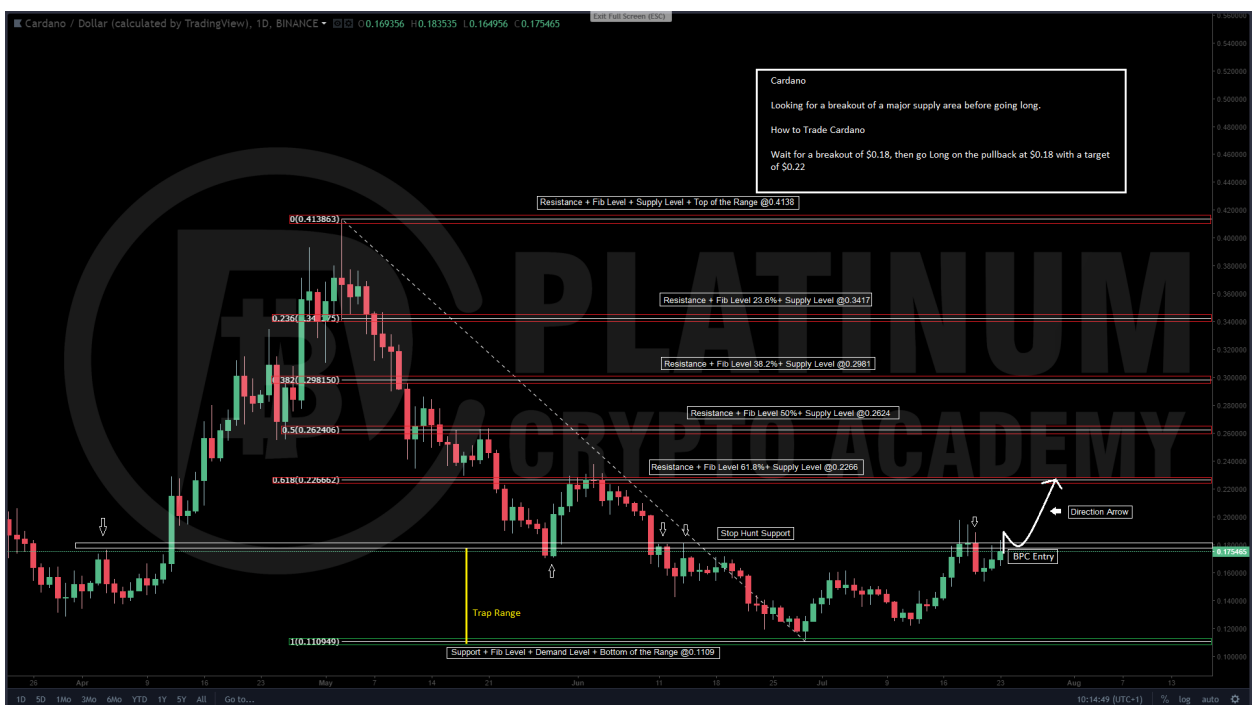 Exit Full Screen (ESC)
Cardano / Dollar (calculated by TradingView), 1D, BINANCE O0.169356 H0.183535 L0.164956 C0.175465
0.560000
0.540000
0.520000
0.500000
0.480000
0.460000
0.440000
0.420000
0.400000
0.380000
0.360000
0.340000
0.320000
0.300000
0.280000
0.260000
0.240000
0.220000
0.200000
0.180000
0.175465
0.160000
0.140000
0.120000
0.100000
Cardano
Looking for a breakout of a major supply area before going long.
How to Trade Cardano
Wait for a breakout of $0.18, then go Long on the pullback at $0.18 with a target
of $0.22
Resistance + Fib Level + Supply Level + Top of the Range @0.4138
0(0.413863)
PLATINUM
CRYPTO ACADEMY
Resistance + Fib Level 23.6%+ Supply Level @0.3417
Resistance + Fib Level 38.2%+ Supply Level @0.2981
0.382(0.298150)
Resistance + Fib Level 50%+ Supply Level @0.2624
0.5(0.262406)
Resistance + Fib Level 61.8%+ Supply Level @0.2266
0.618(0.226662)
Direction Arrow
Stop Hunt Support
BPC Entry
Trap Range
1(0.110949)
Support + Fib Level + Demand Level + Bottom of the Range @0.1109
26 Apr 9 16 23 May 7 14 21 Jun 11 18 25 Jul 9 16 23 Aug 7 13
1D 5D 1Mo 3Mo 6Mo YTD 1Y 5Y All Go to... 10:14:49 (UTC+1) % log auto